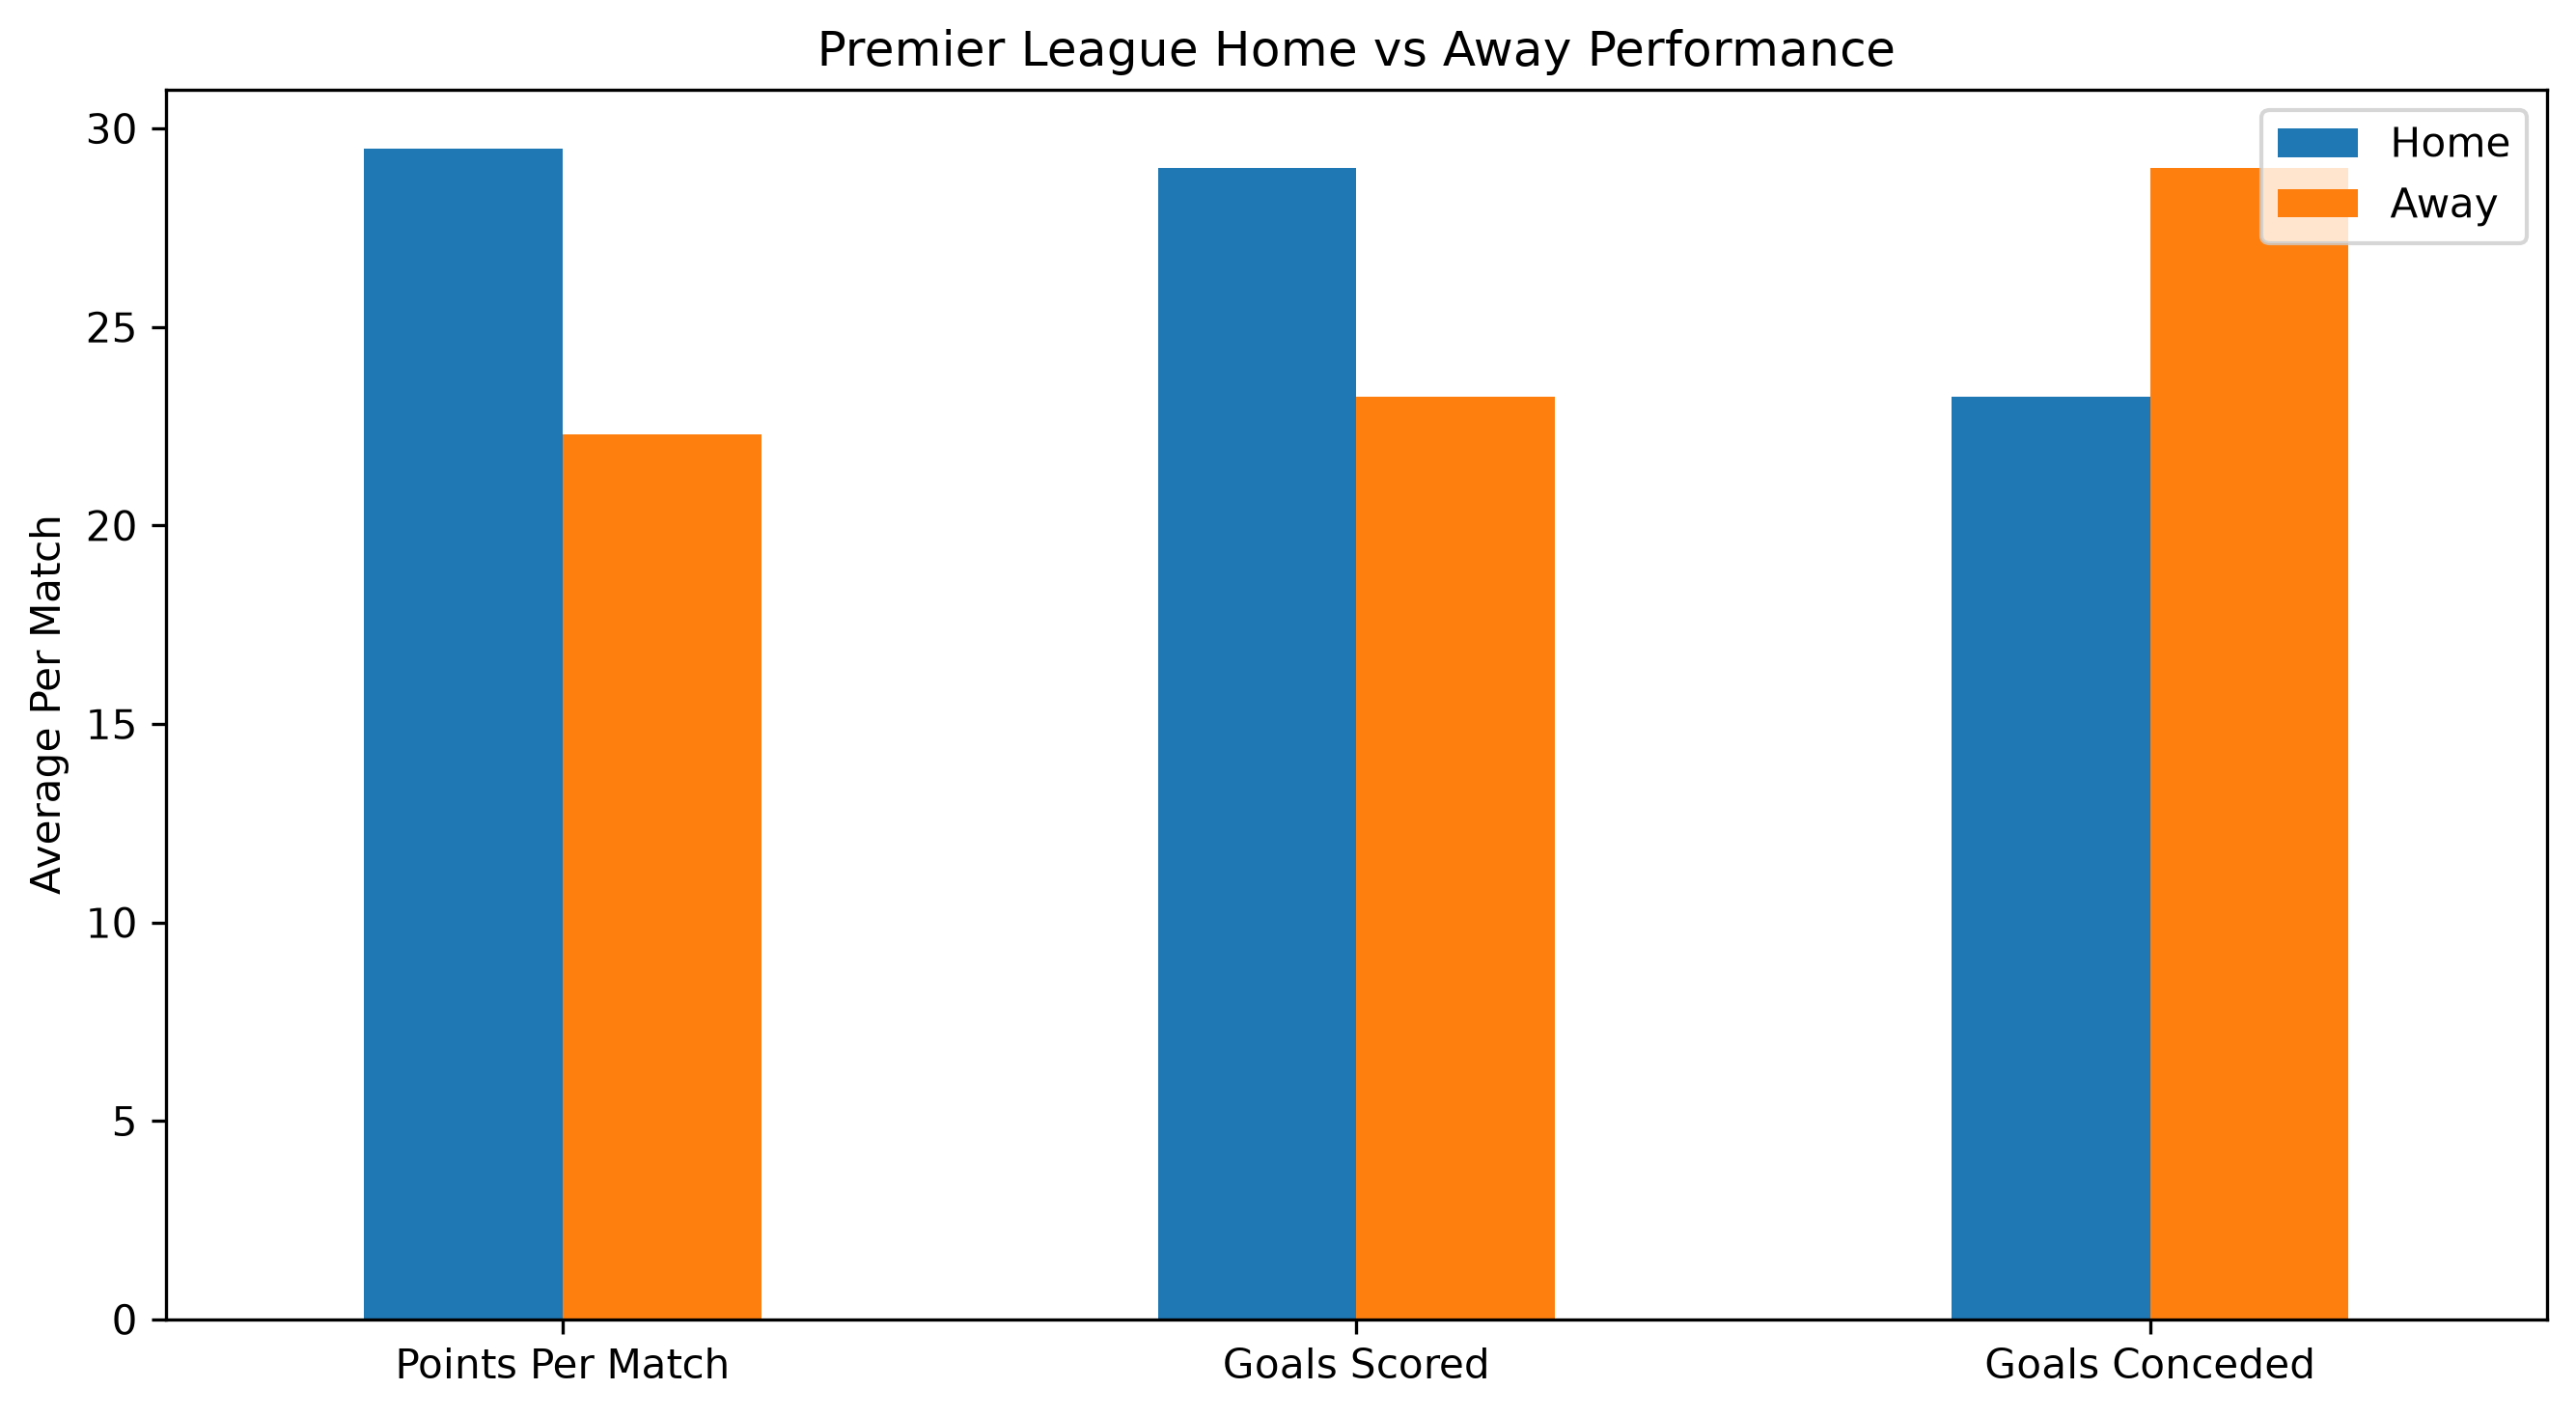 Premier League Home vs Away Performance
Home
Away
Average Per Match
30
25
20
15
10
5
0
Points Per Match
Goals Scored
Goals Conceded